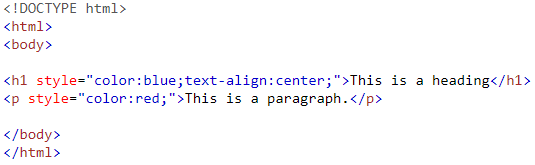 <!DOCTYPE html>
<html>
<body>
<h1 style="color:blue;text-align:center;">This is a heading</h1>
<p style="color:red;">This is a paragraph.</p>
</body>
</html>